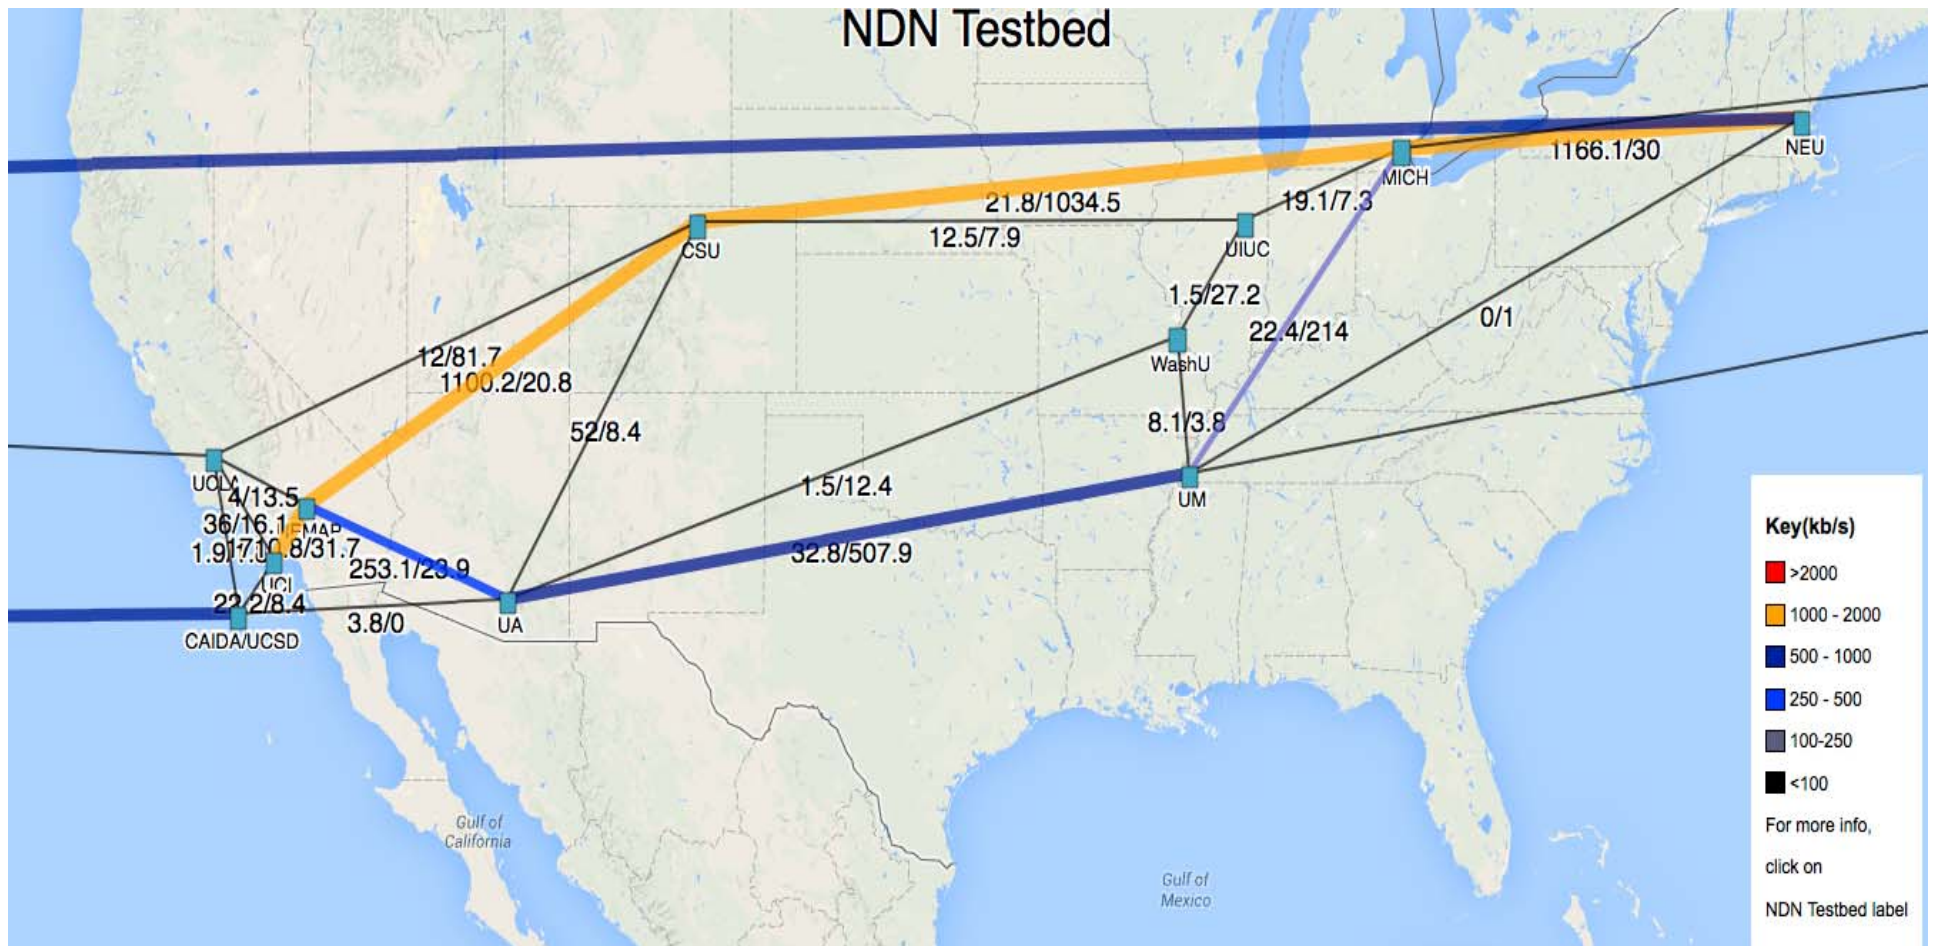 NDN Testbed
1166.1/30
NEU
MICH
21.8/1034.5
19.1/7.3
12.5/7.9
CSU
UIUC
1.5/27.2
0/1
22.4/214
12/81.7
WashU
1100.2/20.8
8.1/3.8
52/8.4
UCLA
4/13.5
1.5/12.4
UM
36/16.1
32.8/507.9
253.1/23.9
UCI
22.2/8.4
3.8/0
UA
CAIDA/UCSD
Key(kb/s)
>2000
1000 - 2000
500 - 1000
250 - 500
100-250
<100
For more info,
click on
NDN Testbed label
Gulf of
California
Gulf of
Mexico